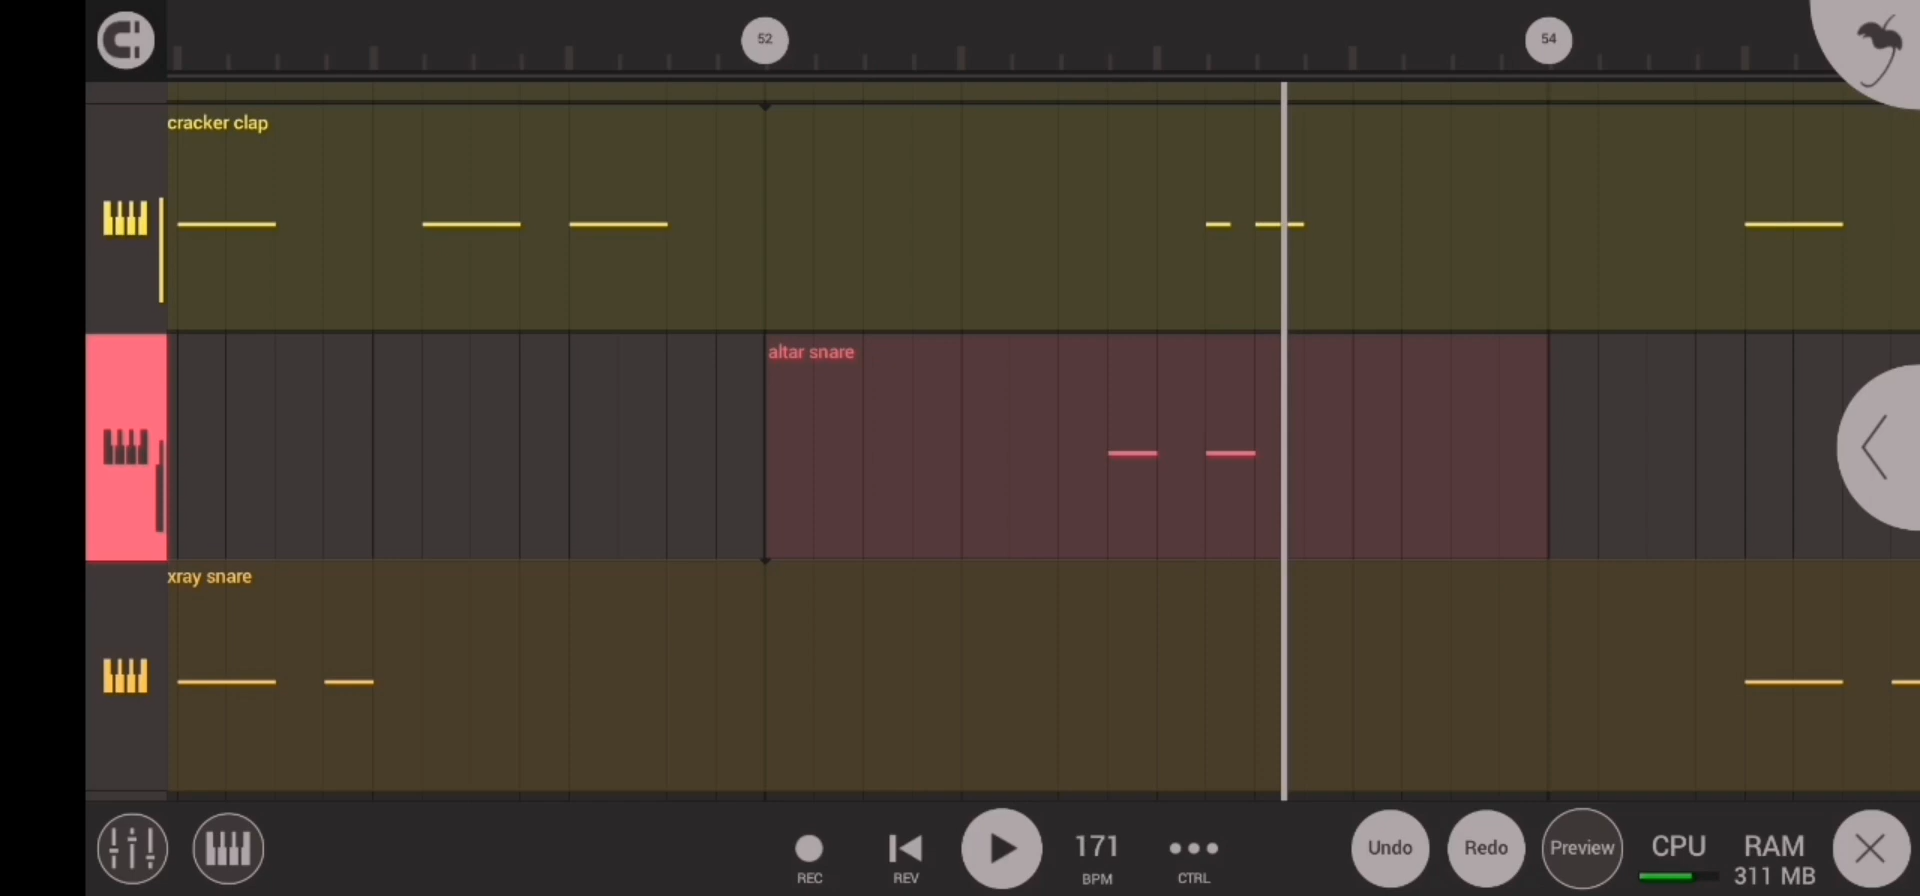 52
54
cracker clap
altar snare
xray snare
REC
REV
171
BPM
CTRL
Undo
Redo
Preview
CPU
RAM
311 MB